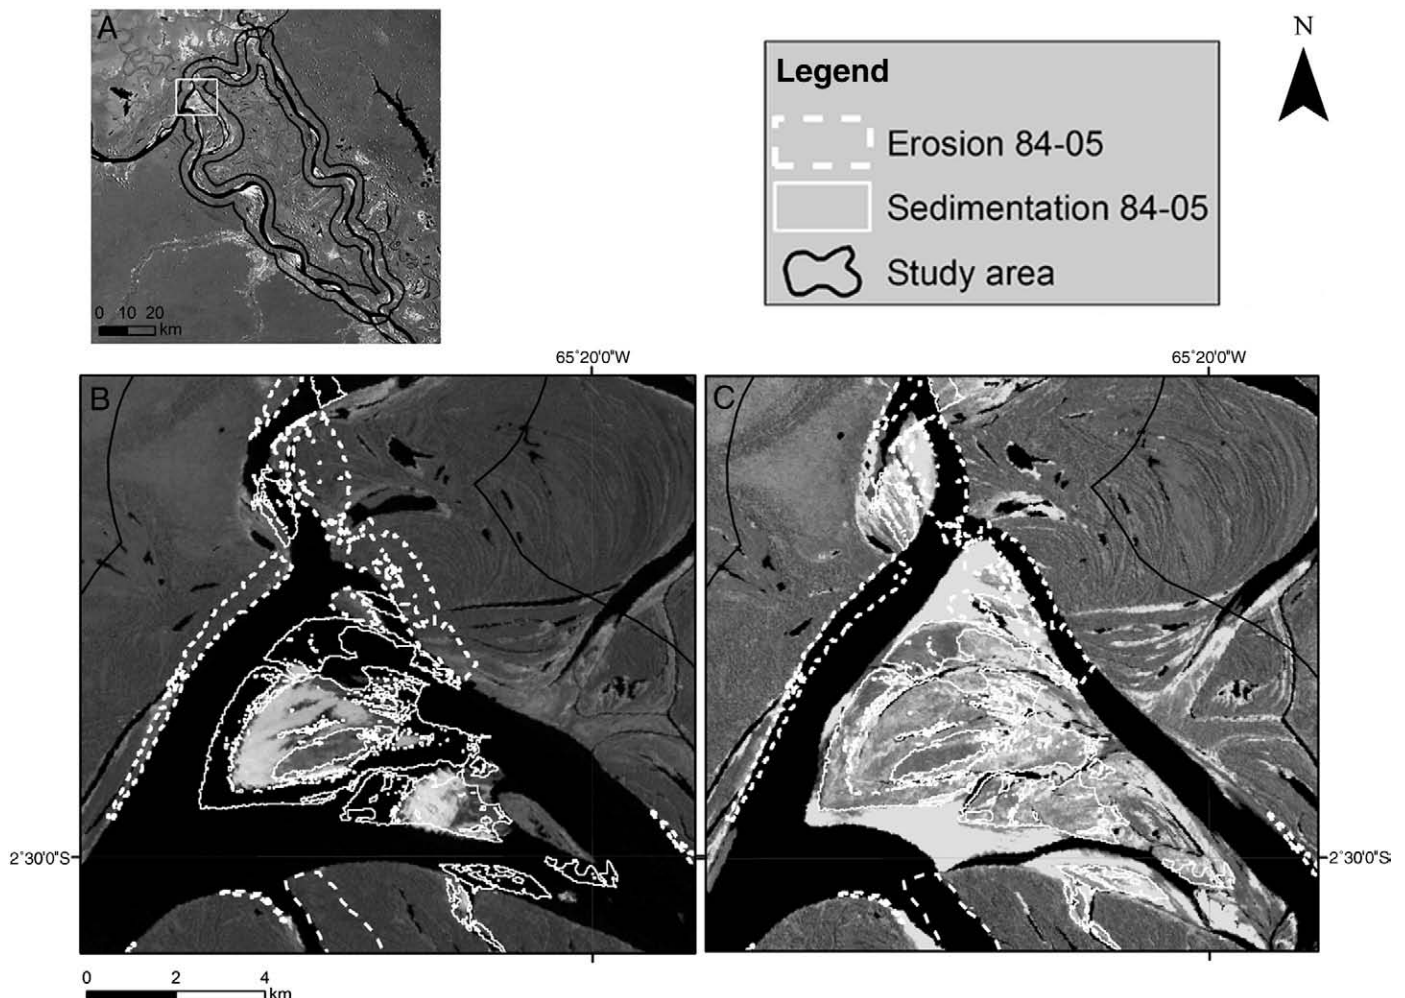 A
0 10 20
km
Legend
Erosion 84-05
Sedimentation 84-05
Study area
N
65°20'0"W
65°20'0"W
B
C
2°30'0"S
2°30'0"S
0 2 4
km